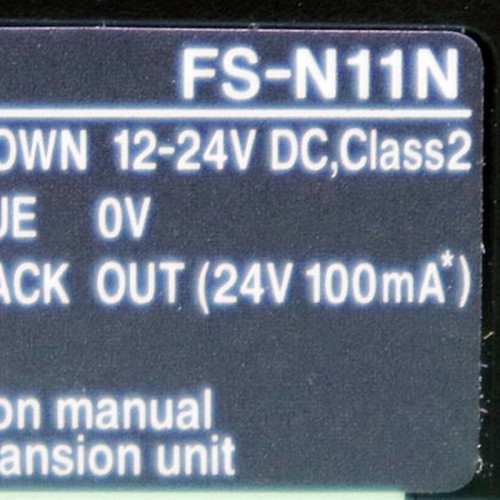 FS-N11N
OWN 12-24V DC,Class2
UE 0V
ACK OUT (24V 100mA*)
on manual
ansion unit